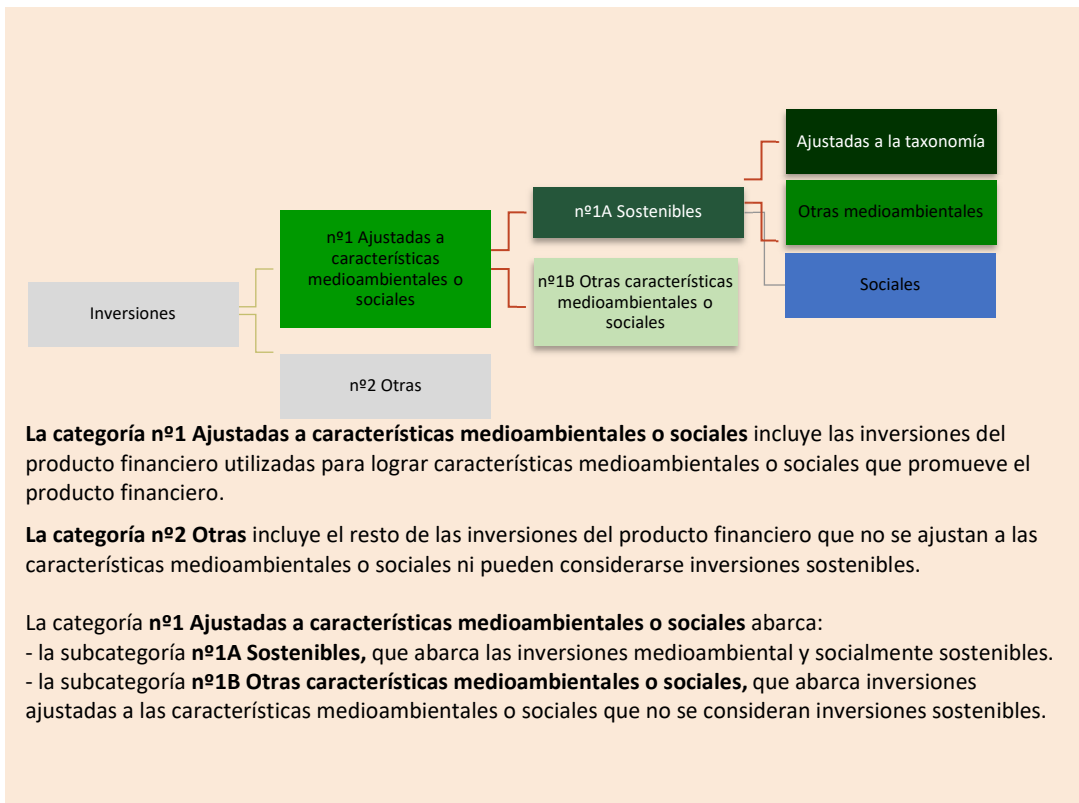 Ajustadas a la taxonomía
nº1A Sostenibles
Otras medioambientales
nº1 Ajustadas a
características
medioambientales o
sociales
nº1B Otras características
medioambientales o
sociales
Sociales
Inversiones
nº2 Otras
La categoría nº1 Ajustadas a características medioambientales o sociales incluye las inversiones del
producto financiero utilizadas para lograr características medioambientales o sociales que promueve el
producto financiero.
La categoría nº2 Otras incluye el resto de las inversiones del producto financiero que no se ajustan a las
características medioambientales o sociales ni pueden considerarse inversiones sostenibles.
La categoría nº1 Ajustadas a características medioambientales o sociales abarca:
- la subcategoría nº1A Sostenibles, que abarca las inversiones medioambiental y socialmente sostenibles.
- la subcategoría nº1B Otras características medioambientales o sociales, que abarca inversiones
ajustadas a las características medioambientales o sociales que no se consideran inversiones sostenibles.